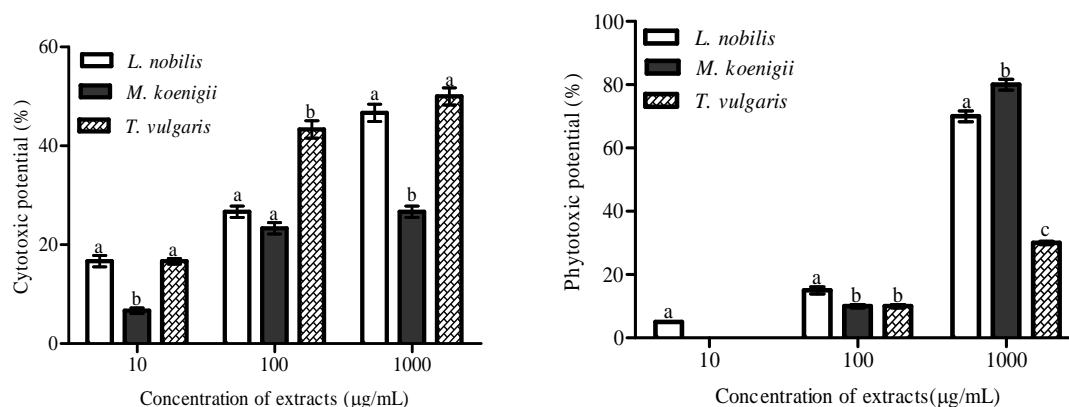 60
40
20
0
Cytotoxic potential (%)
L. nobilis
M. koenigii
T. vulgaris
a
b
a
a
a
b
a
b
a
10
100
1000
Concentration of extracts (μg/mL)
100
80
60
40
20
0
Phytotoxic potential (%)
L. nobilis
M. koenigii
T. vulgaris
a
a
b
b
a
b
c
10
100
1000
Concentration of extracts(μg/mL)